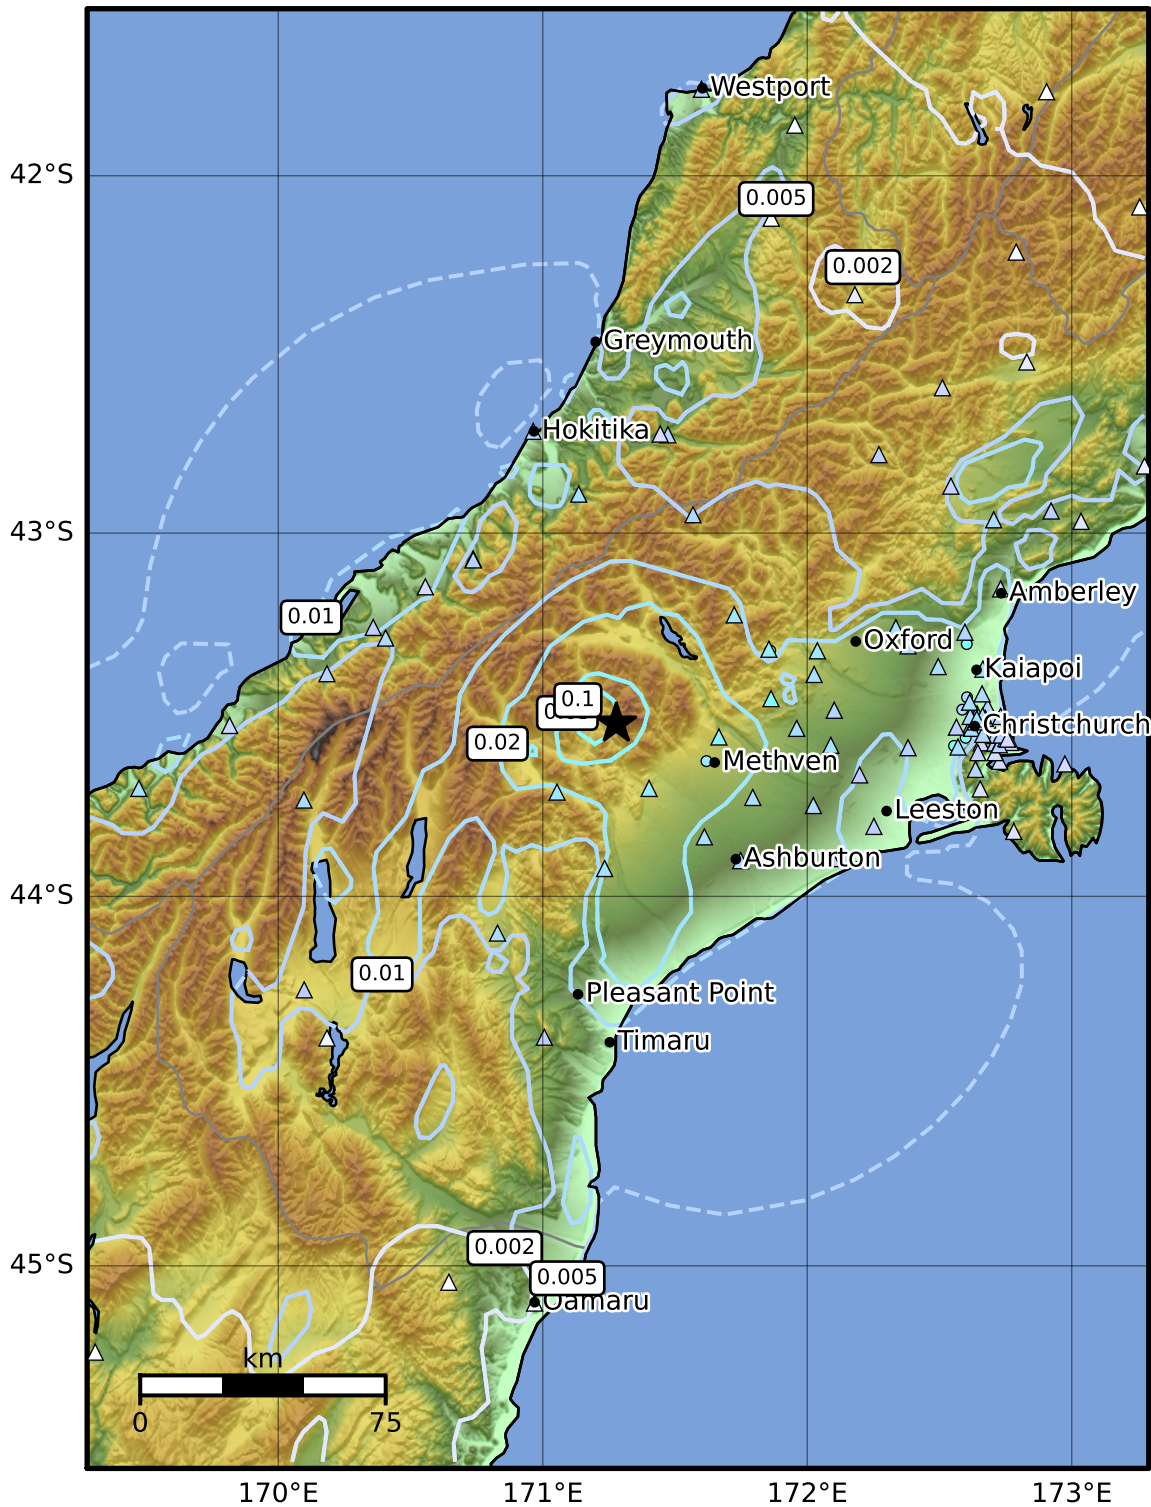 Westport
42°S
0.005
0.002
Greymouth
Hokitika
43°S
Amberley
0.01
Oxford
Kaiapoi
0.1
0.02
Christchurch
Methven
Leeston
Ashburton
44°S
0.01
Pleasant Point
Timaru
0.002
45°S
0.005
Oamaru
km
0 75
170°E 171°E 172°E 173°E